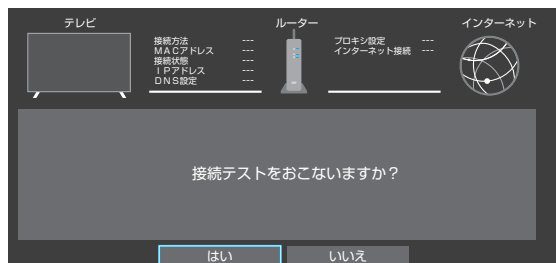 テレビ
ルーター
インターネット
接続方法 ---
MACアドレス ---
接続状態 ---
IPアドレス ---
DNS設定 ---
プロキシ設定 ---
インターネット接続 ---
接続テストをおこないますか？
はい
いいえ